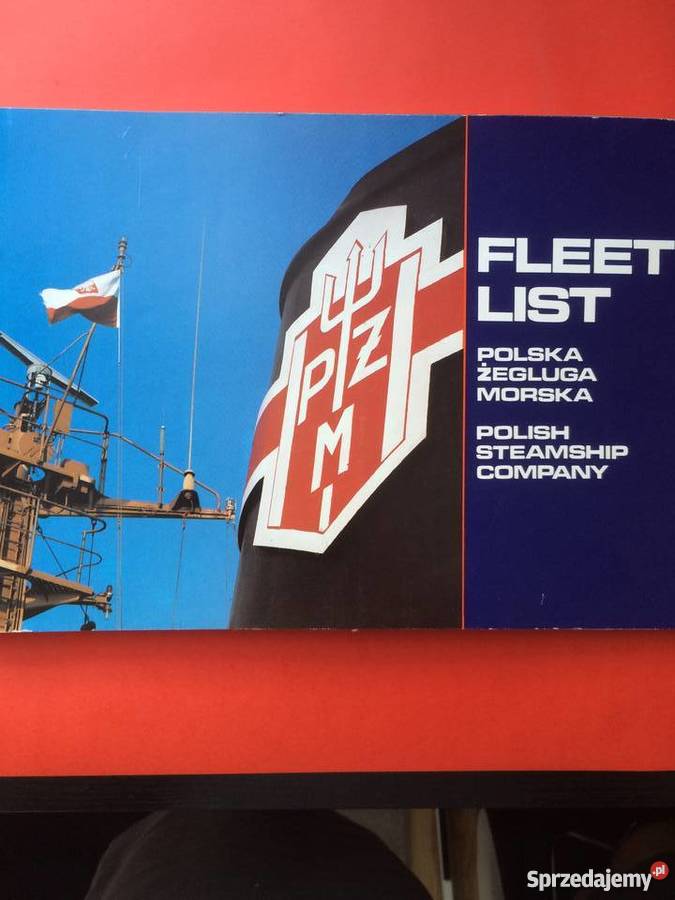 FLEET
LIST
POLSKA
ŻEGLUGA
MORSKA
POLISH
STEAMSHIP
COMPANY
PŻM
Sprzedajemy.pl